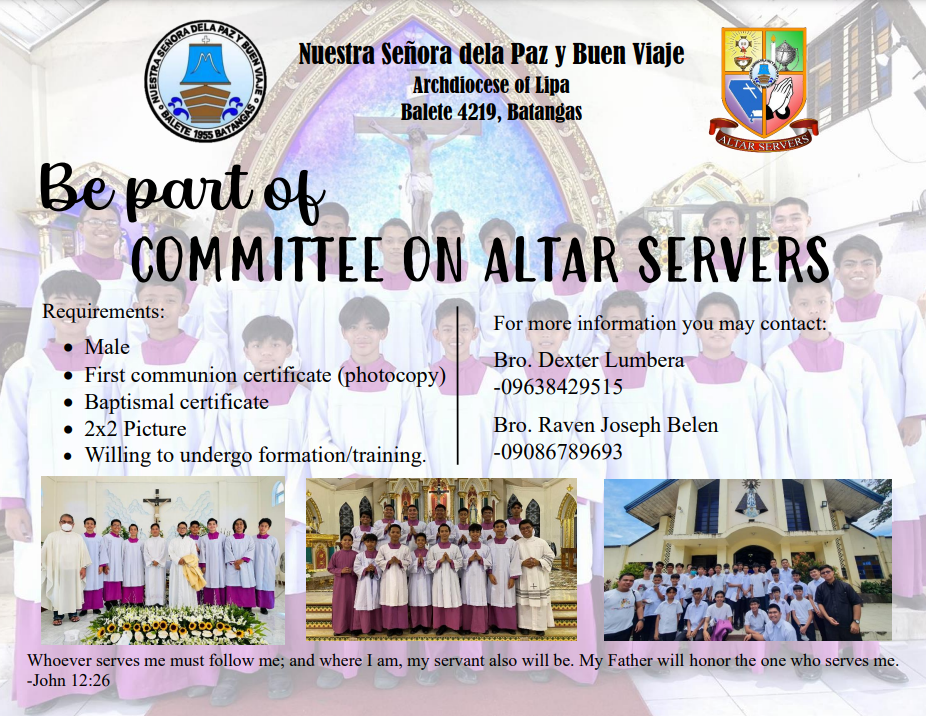 NUESTRA SEÑORA DELA PAZ Y BUEN VIAJE
BALETE 1955 BATANGAS
Nuestra Señora dela Paz y Buen Viaje
Archdiocese of Lipa
Balete 4219, Batangas
ALTAR SERVERS
Be part of
COMMITTEE ON ALTAR SERVERS
Requirements:
• Male
• First communion certificate (photocopy)
• Baptismal certificate
• 2x2 Picture
• Willing to undergo formation/training.
For more information you may contact:
Bro. Dexter Lumbera
-09638429515
Bro. Raven Joseph Belen
-09086789693
Whoever serves me must follow me; and where I am, my servant also will be. My Father will honor the one who serves me.
-John 12:26